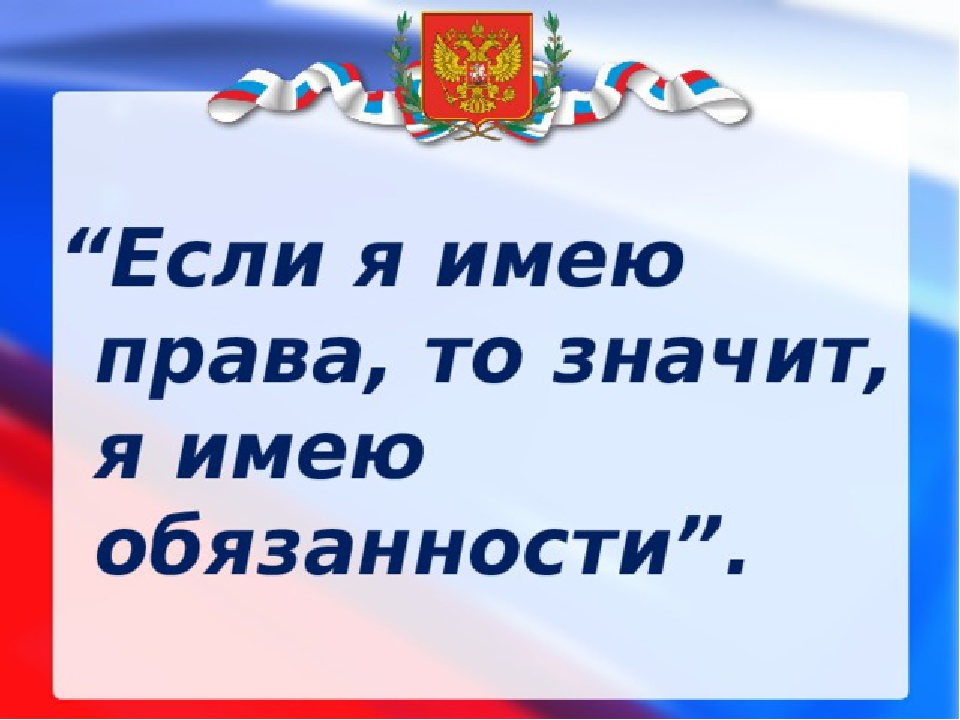 “Если я имею
права, то значит,
я имею
обязанности”.